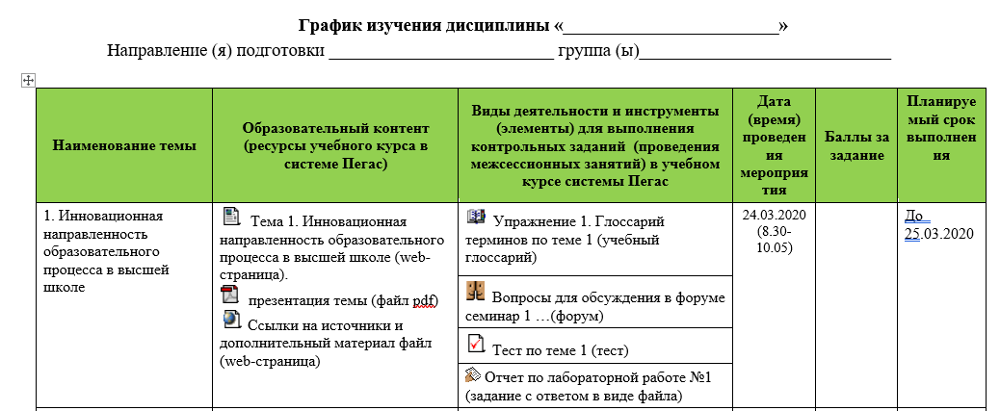 График изучения дисциплины «________________________»
Направление (я) подготовки _________________________ группа (ы)____________________________
Наименование темы
Образовательный контент
(ресурсы учебного курса в
системе Пегас)
Виды деятельности и инструменты
(элементы) для выполнения
контрольных заданий (проведения
межсессионных занятий) в учебном
курсе системы Пегас
Дата
(время)
проведен
ия
мероприя
тия
Баллы за
задание
Планируе
мый срок
выполнен
ия
1. Инновационная
направленность
образовательного
процесса в высшей
школе
Тема 1. Инновационная
направленность образовательного
процесса в высшей школе (web-
страница).
презентация темы (файл pdf)
Ссылки на источники и
дополнительный материал файл
(web-страница)
Упражнение 1. Глоссарий
терминов по теме 1 (учебный
глоссарий)
Вопросы для обсуждения в форуме
семинар 1 …(форум)
Тест по теме 1 (тест)
Отчет по лабораторной работе №1
(задание с ответом в виде файла)
24.03.2020
(8.30-
10.05)
До
25.03.2020